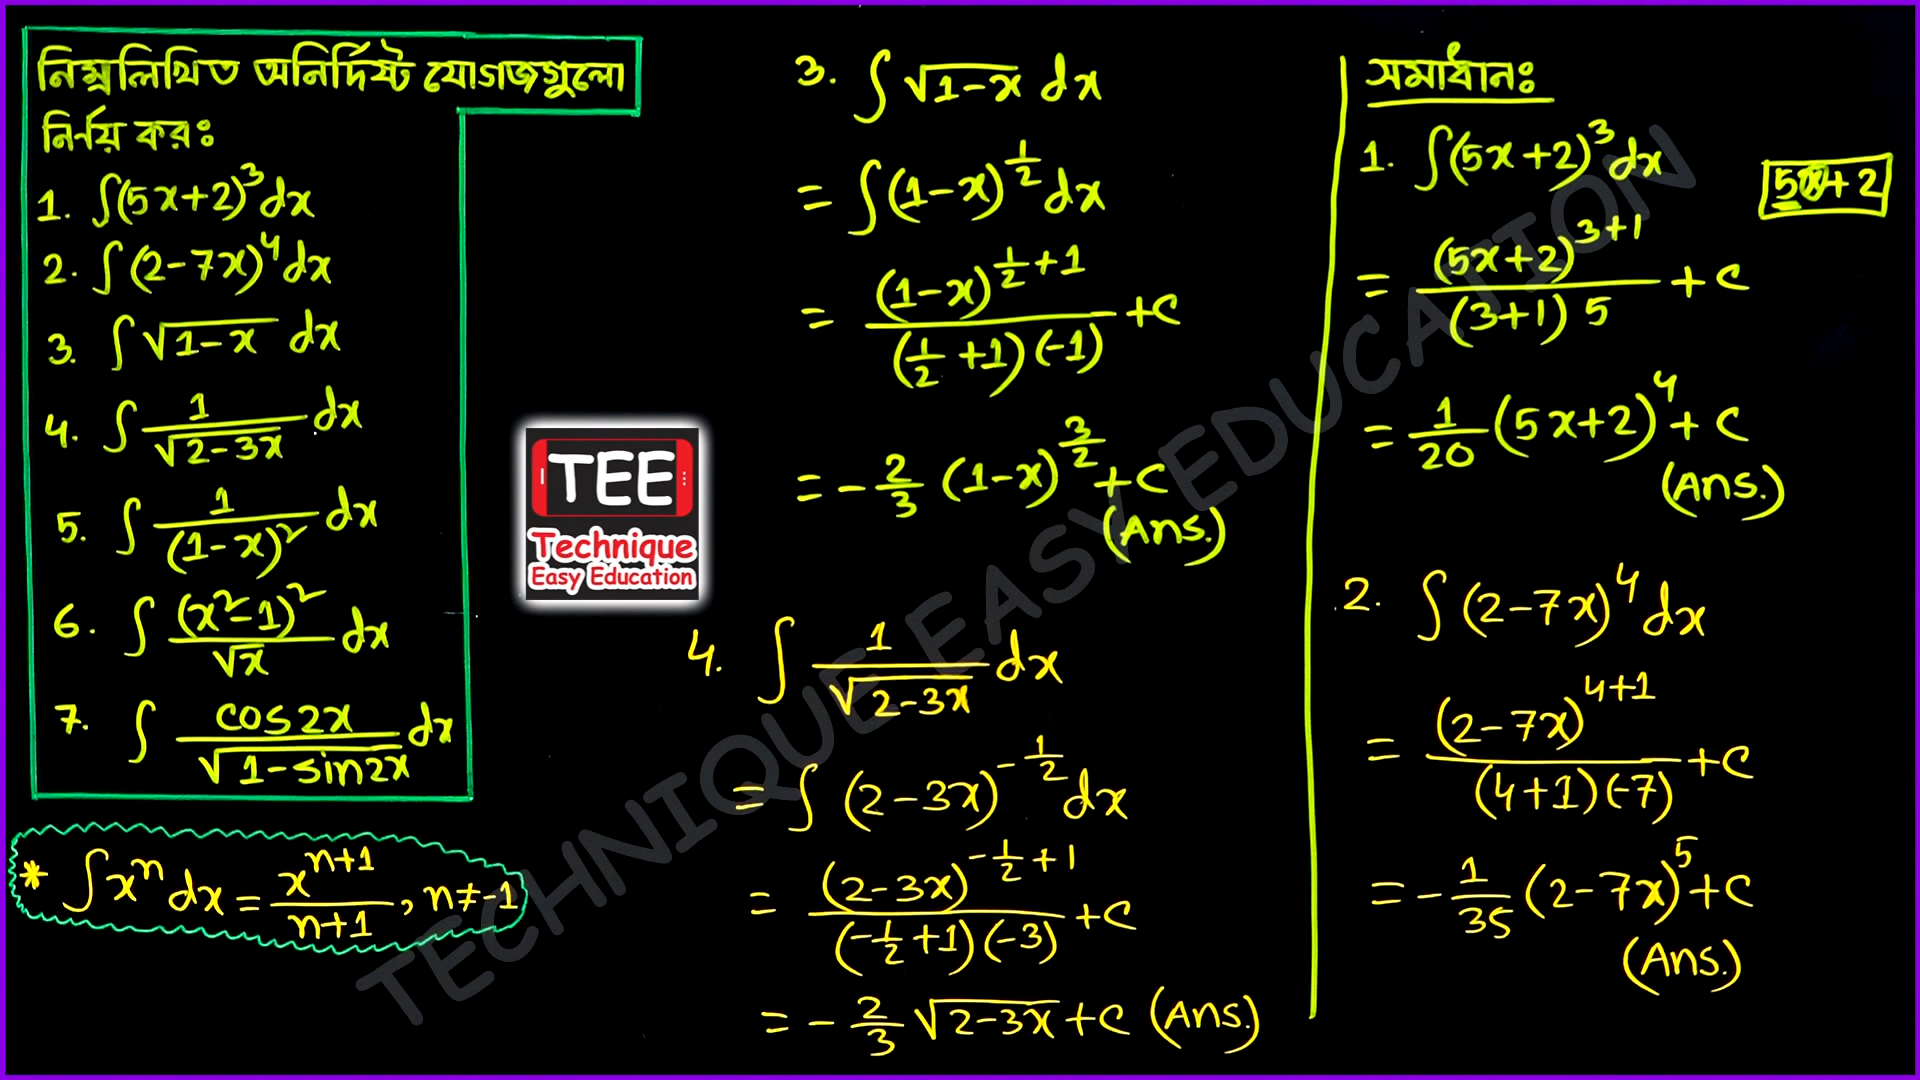 নিম্নলিখিত অনির্দিষ্ট যোগজগুলো
নির্ণয় করঃ
1. ∫(5x+2)³dx
2. ∫(2-7x)⁴dx
3. ∫√(1-x) dx
4. ∫ 1/√(2-3x) dx
5. ∫ 1/(1-x)² dx
6. ∫ (x²-1)²/√x dx
7. ∫ cos2x/√(1-sin2x) dx
* ∫xⁿ dx = xⁿ⁺¹/(n+1), n≠-1
TEE
Technique
Easy Education
3. ∫√(1-x) dx
= ∫(1-x)^(1/2) dx
= (1-x)^(1/2 +1)/((1/2 +1)(-1)) +c
= -2/3 (1-x)^(3/2) +c
(Ans.)
4. ∫ 1/√(2-3x) dx
= ∫(2-3x)^(-1/2) dx
= (2-3x)^(-1/2 +1)/((-1/2 +1)(-3)) +c
= -2/3 √(2-3x) +c (Ans.)
সমাধানঃ
1. ∫(5x+2)³dx
5x+2
= (5x+2)^(3+1)/((3+1)5) +c
= 1/20 (5x+2)⁴+c
(Ans.)
2. ∫(2-7x)⁴dx
= (2-7x)^(4+1)/((4+1)(-7)) +c
= -1/35 (2-7x)⁵+c
(Ans.)
TECHNIQUE EASY EDUCATION